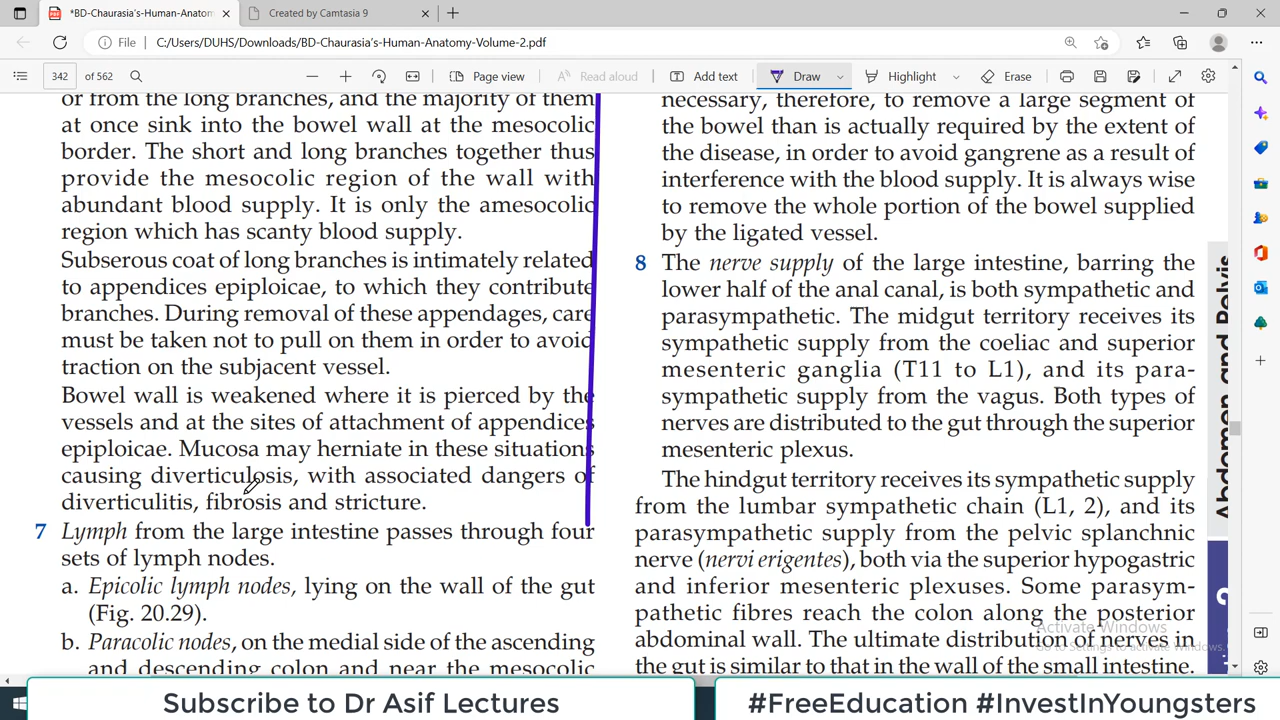 *BD-Chaurasia's-Human-Anatom
Created by Camtasia 9
File
C:/Users/DUHS/Downloads/BD-Chaurasia's-Human-Anatomy-Volume-2.pdf
342
of 562
Page view
Read aloud
Add text
Draw
Highlight
Erase
or from the long branches, and the majority of them
at once sink into the bowel wall at the mesocolic
border. The short and long branches together thus
provide the mesocolic region of the wall with
abundant blood supply. It is only the amesocolic
region which has scanty blood supply.
Subserous coat of long branches is intimately related
to appendices epiploicae, to which they contribute
branches. During removal of these appendages, care
must be taken not to pull on them in order to avoid
traction on the subjacent vessel.
Bowel wall is weakened where it is pierced by the
vessels and at the sites of attachment of appendices
epiploicae. Mucosa may herniate in these situations
causing diverticulosis, with associated dangers of
diverticulitis, fibrosis and stricture.
7 Lymph from the large intestine passes through four
sets of lymph nodes.
a. Epicolic lymph nodes, lying on the wall of the gut
(Fig. 20.29).
b. Paracolic nodes, on the medial side of the ascending
and descending colon and near the mesocolic
necessary, therefore, to remove a large segment of
the bowel than is actually required by the extent of
the disease, in order to avoid gangrene as a result of
interference with the blood supply. It is always wise
to remove the whole portion of the bowel supplied
by the ligated vessel.
8 The nerve supply of the large intestine, barring the
lower half of the anal canal, is both sympathetic and
parasympathetic. The midgut territory receives its
sympathetic supply from the coeliac and superior
mesenteric ganglia (T11 to L1), and its para-
sympathetic supply from the vagus. Both types of
nerves are distributed to the gut through the superior
mesenteric plexus.
The hindgut territory receives its sympathetic supply
from the lumbar sympathetic chain (L1, 2), and its
parasympathetic supply from the pelvic splanchnic
nerve (nervi erigentes), both via the superior hypogastric
and inferior mesenteric plexuses. Some parasym-
pathetic fibres reach the colon along the posterior
abdominal wall. The ultimate distribution of nerves in
the gut is similar to that in the wall of the small intestine.
Abdomen and Pelvis
Activate Windows
Go to Settings to activate Windows.
Subscribe to Dr Asif Lectures
#FreeEducation #InvestInYoungsters